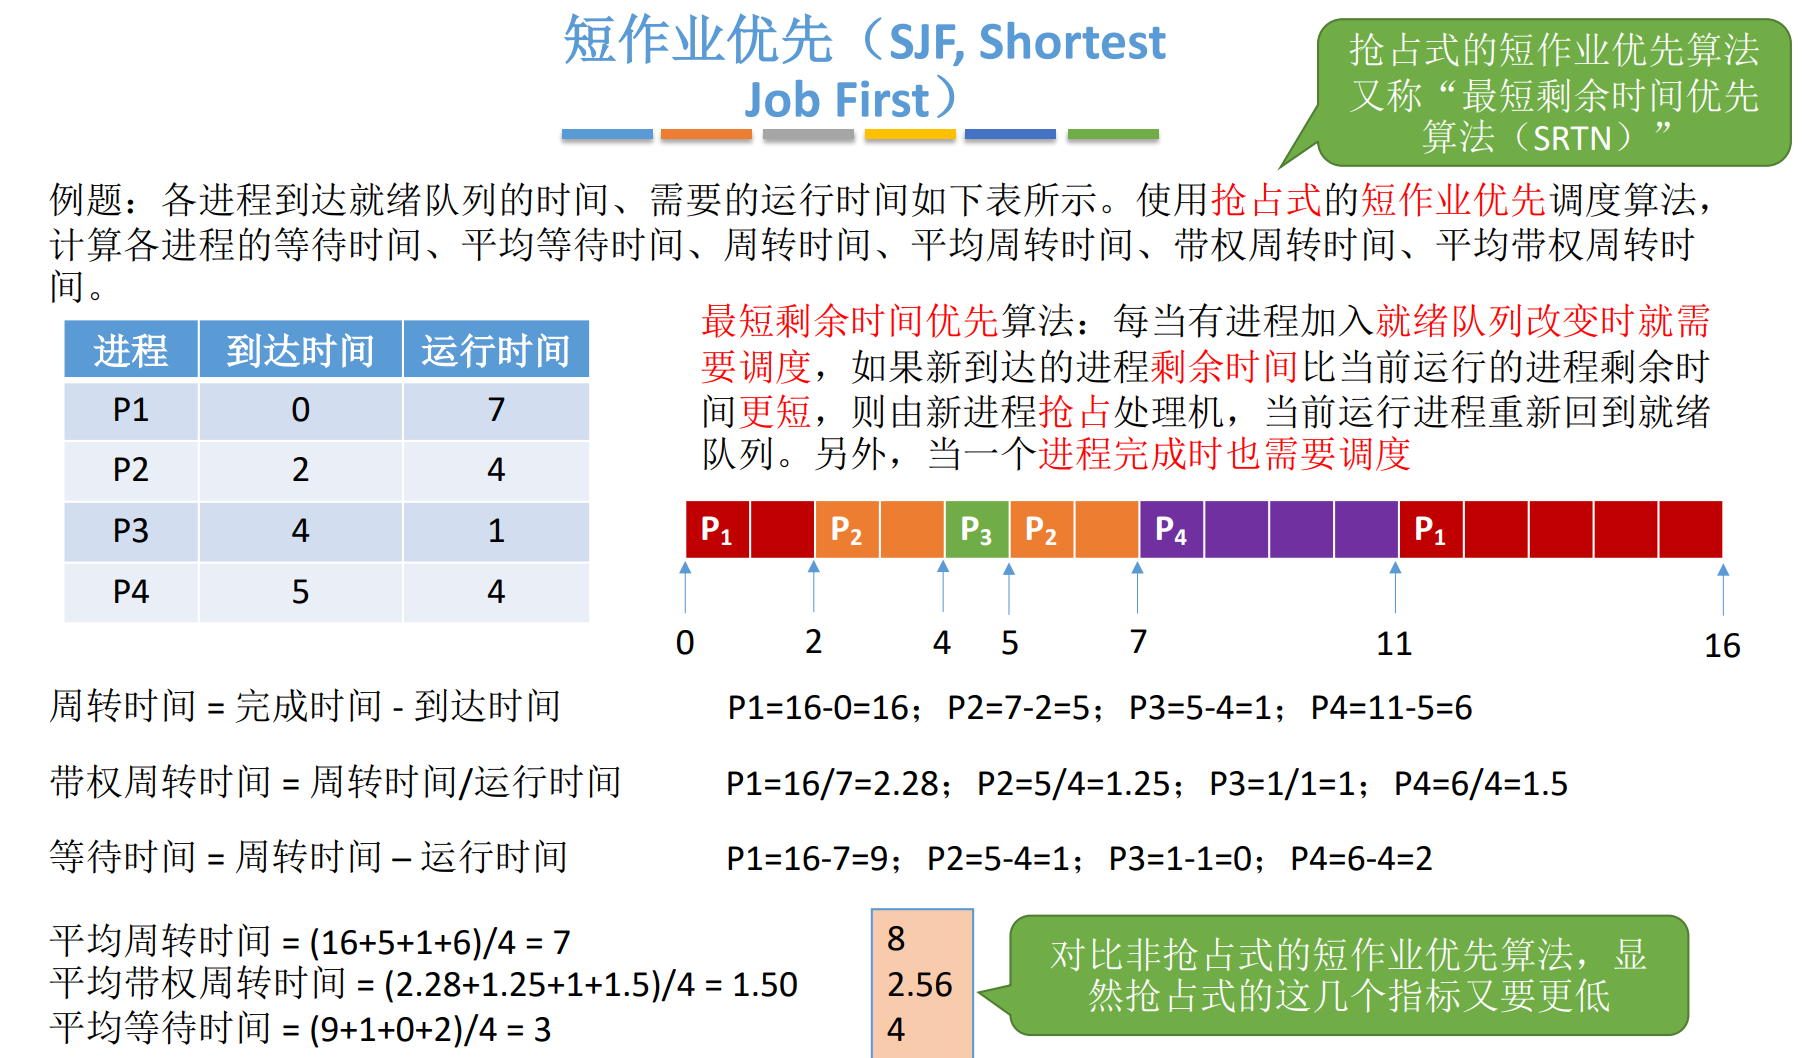 短作业优先（SJF, Shortest
Job First）
抢占式的短作业优先算法
又称“最短剩余时间优先
算法（SRTN）”
例题：各进程到达就绪队列的时间、需要的运行时间如下表所示。使用抢占式的短作业优先调度算法，
计算各进程的等待时间、平均等待时间、周转时间、平均周转时间、带权周转时间、平均带权周转时
间。
进程 到达时间 运行时间
P1 0 7
P2 2 4
P3 4 1
P4 5 4
最短剩余时间优先算法：每当有进程加入就绪队列改变时就需
要调度，如果新到达的进程剩余时间比当前运行的进程剩余时
间更短，则由新进程抢占处理机，当前运行进程重新回到就绪
队列。另外，当一个进程完成时也需要调度
P1 P2 P3 P2 P4 P1
0 2 4 5 7 11 16
周转时间 = 完成时间 - 到达时间
P1=16-0=16；P2=7-2=5；P3=5-4=1；P4=11-5=6
带权周转时间 = 周转时间/运行时间
P1=16/7=2.28；P2=5/4=1.25；P3=1/1=1；P4=6/4=1.5
等待时间 = 周转时间 – 运行时间
P1=16-7=9；P2=5-4=1；P3=1-1=0；P4=6-4=2
平均周转时间 = (16+5+1+6)/4 = 7
平均带权周转时间 = (2.28+1.25+1+1.5)/4 = 1.50
平均等待时间 = (9+1+0+2)/4 = 3
8
2.56
4
对比非抢占式的短作业优先算法，显
然抢占式的这几个指标又要更低